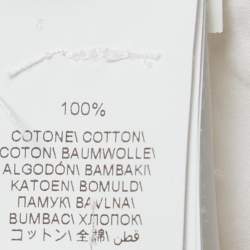 100%
COTONE\ COTTON\
COTON\ BAUMWOLLE\
ALGODÓN\ BAMBAKI\
KATOEN\ BOMULD\
ПАМУК\ BAVLNA\
BUMBAC\ ХЛОПОК\
コットン\ 全綿\ قطن\